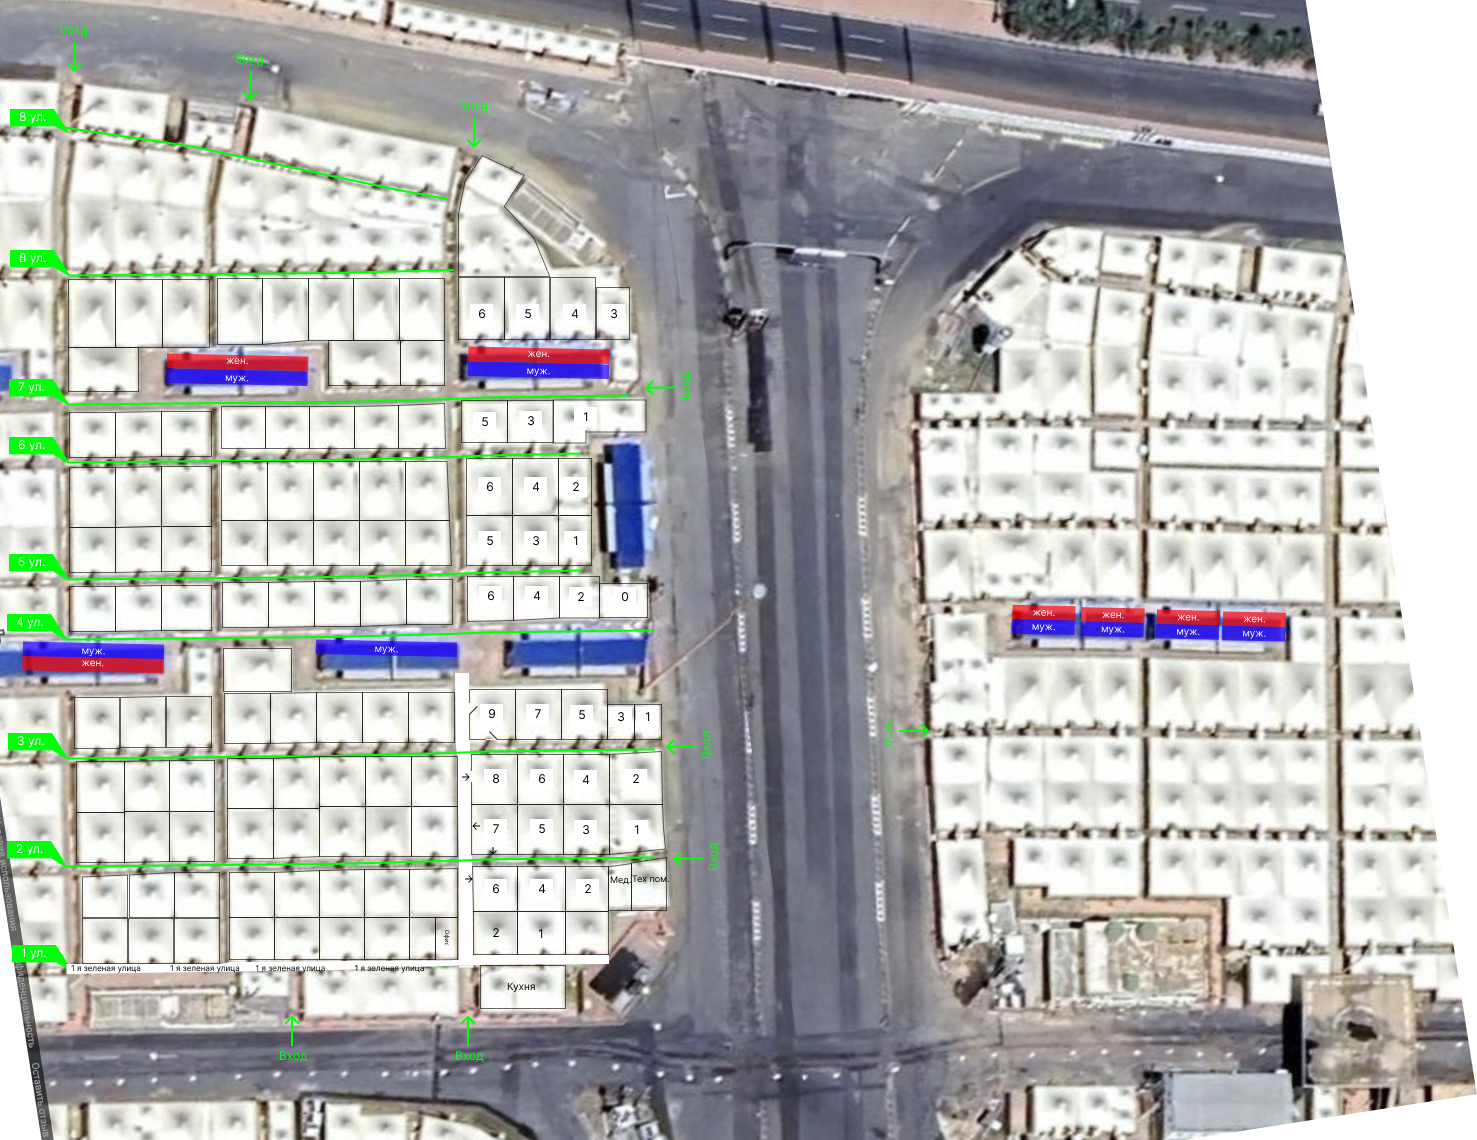 Вход
Вход
Вход
8 ул.
8 ул.
6
5
4
3
жен.
муж.
жен.
муж.
7 ул.
Вход
5
3
1
6 ул.
6
4
2
5
3
1
5 ул.
6
4
2
0
4 ул.
муж.
жен.
муж.
жен.
муж.
жен.
муж.
жен.
муж.
жен.
муж.
9
7
5
3
1
3 ул.
Вход
Вход
8
6
4
2
7
5
3
1
2 ул.
Вход
6
4
2
Мед.
Тех пом.
2
1
Офис
1 ул.
1 я зеленая улица
1 я зеленая улица
1 я зеленая улица
1 я зеленая улица
Кухня
Вход
Вход
использования
Оставить отзыв